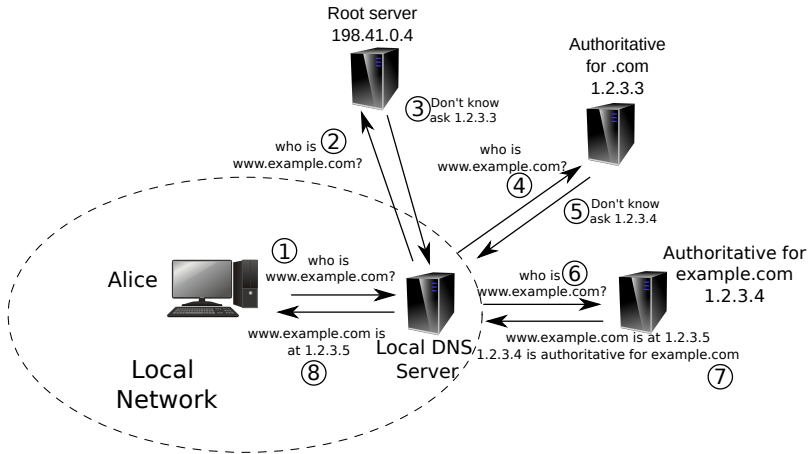 Root server
198.41.0.4
Authoritative
for .com
1.2.3.3
③ Don't know
ask 1.2.3.3
who is ②
www.example.com?
who is
www.example.com?
④
⑤ Don't know
ask 1.2.3.4
①
who is
www.example.com?
Alice
who is ⑥
www.example.com?
Authoritative for
example.com
1.2.3.4
www.example.com is
at 1.2.3.5
⑧
Local DNS
Server
www.example.com is at 1.2.3.5
1.2.3.4 is authoritative for example.com
⑦
Local
Network